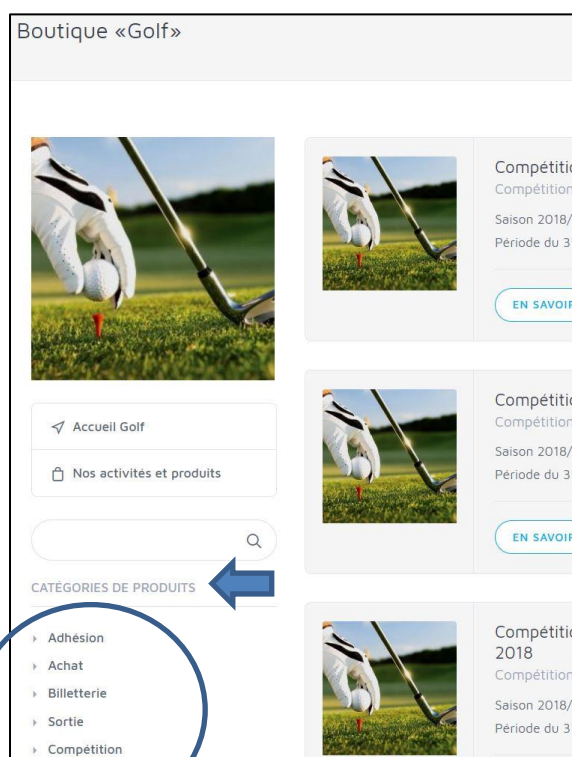 Boutique «Golf»
Accueil Golf
Nos activités et produits
CATÉGORIES DE PRODUITS
Adhésion
Achat
Billetterie
Sortie
Compétition
Saison 2018/
Période du 3
EN SAVOIR
Saison 2018/
Période du 3
EN SAVOIR
2018
Saison 2018/
Période du 3